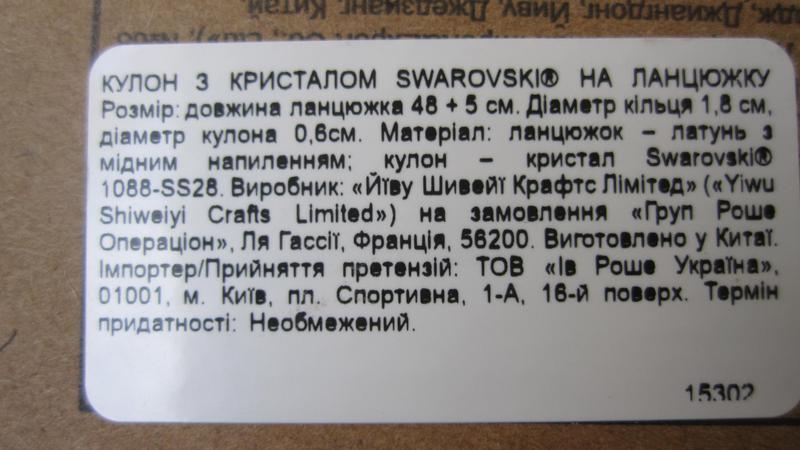 КУЛОН З КРИСТАЛОМ SWAROVSKI® НА ЛАНЦЮЖКУ
Розмір: довжина ланцюжка 48 + 5 см. Діаметр кільця 1,8 см,
діаметр кулона 0,6см. Матеріал: ланцюжок – латунь з
мідним напиленням; кулон – кристал Swarovski®
1088-SS28. Виробник: «Йїву Шивейї Крафтс Лімітед» («Yiwu
Shiweiyi Crafts Limited») на замовлення «Груп Роше
Операціон», Ля Гассії, Франція, 56200. Виготовлено у Китаї.
Імпортер/Прийняття претензій: ТОВ «Ів Роше Україна»,
01001, м. Київ, пл. Спортивна, 1-А, 16-й поверх. Термін
придатності: Необмежений.
15302